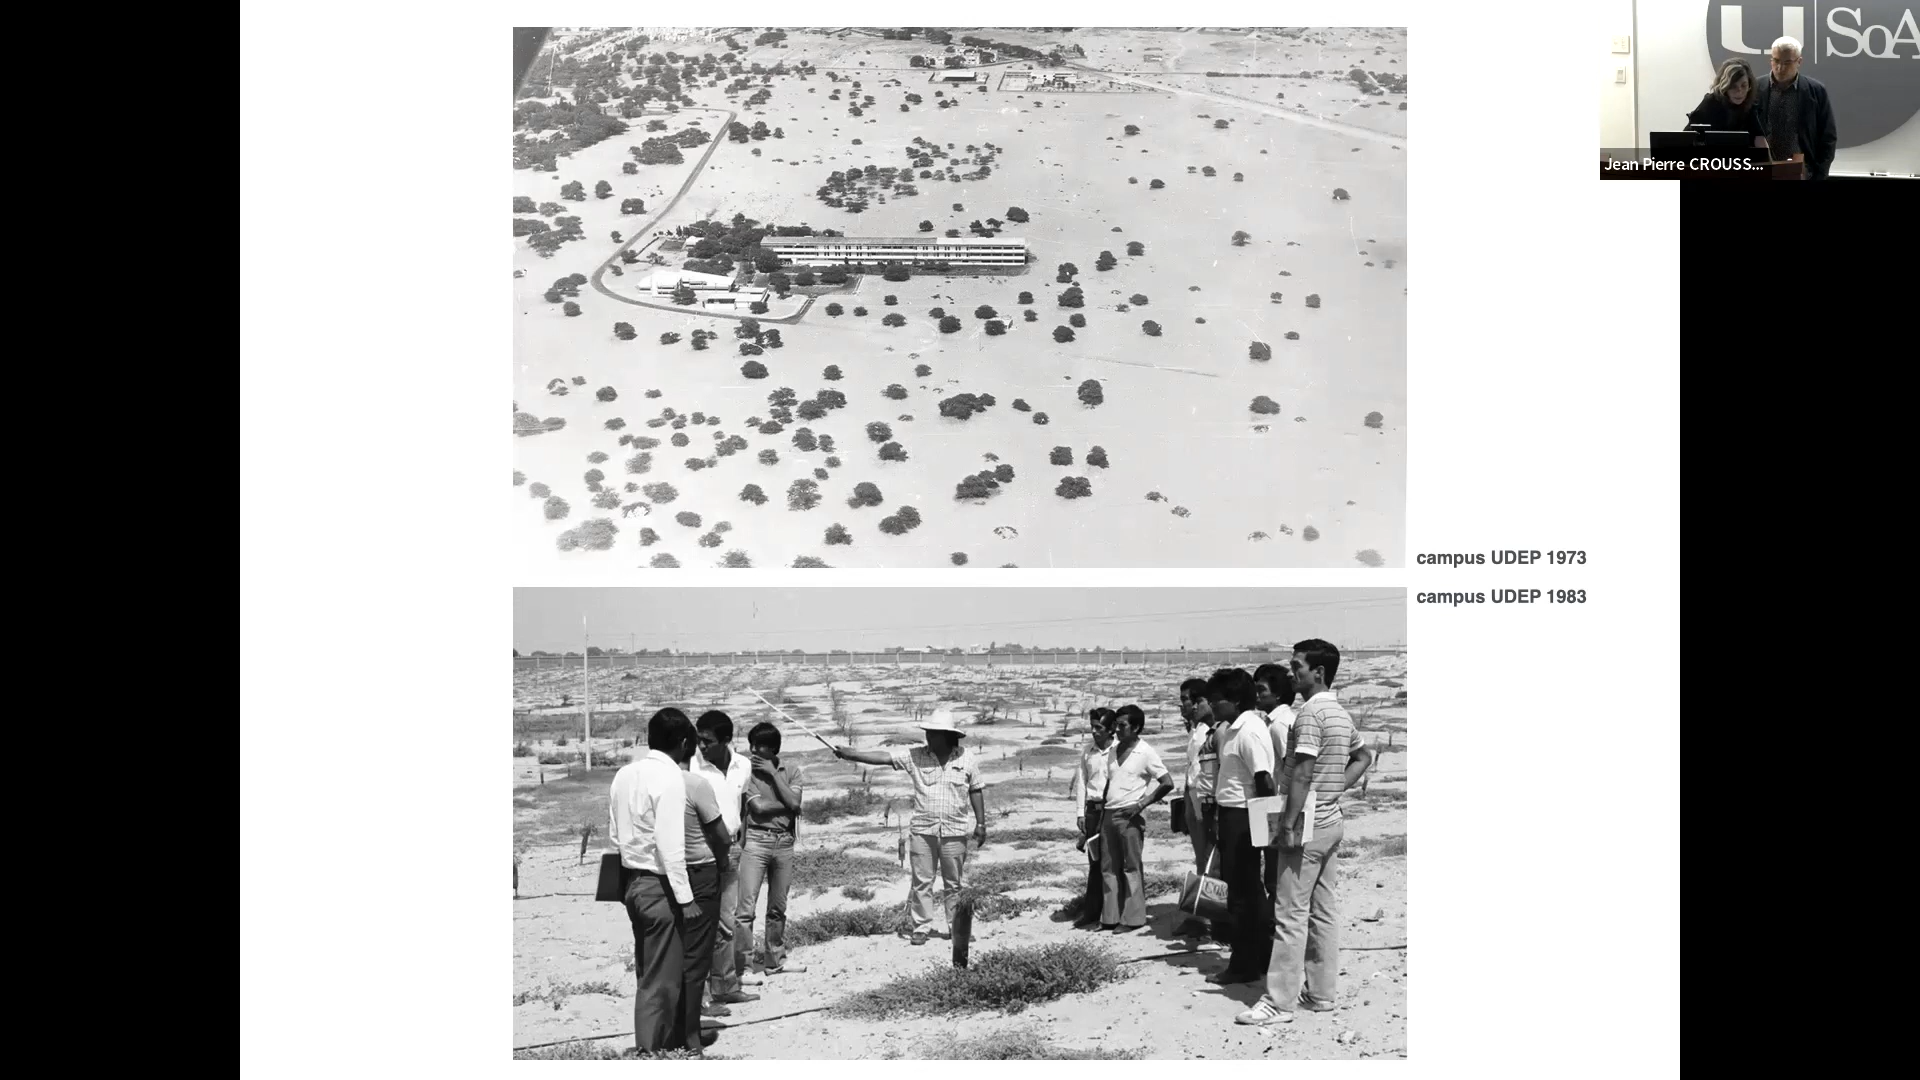 U SoA
Jean Pierre CROUSS...
campus UDEP 1973
campus UDEP 1983